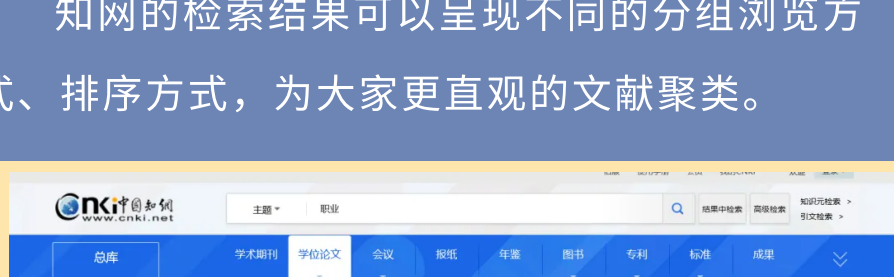 知网的检索结果可以呈现不同的分组浏览方
式、排序方式，为大家更直观的文献聚类。
cnki中国知网
www.cnki.net
主题 职业 结果中检索 高级检索 知识元检索 >
引文检索 >
总库 学术期刊 学位论文 会议 报纸 年鉴 图书 专利 标准 成果